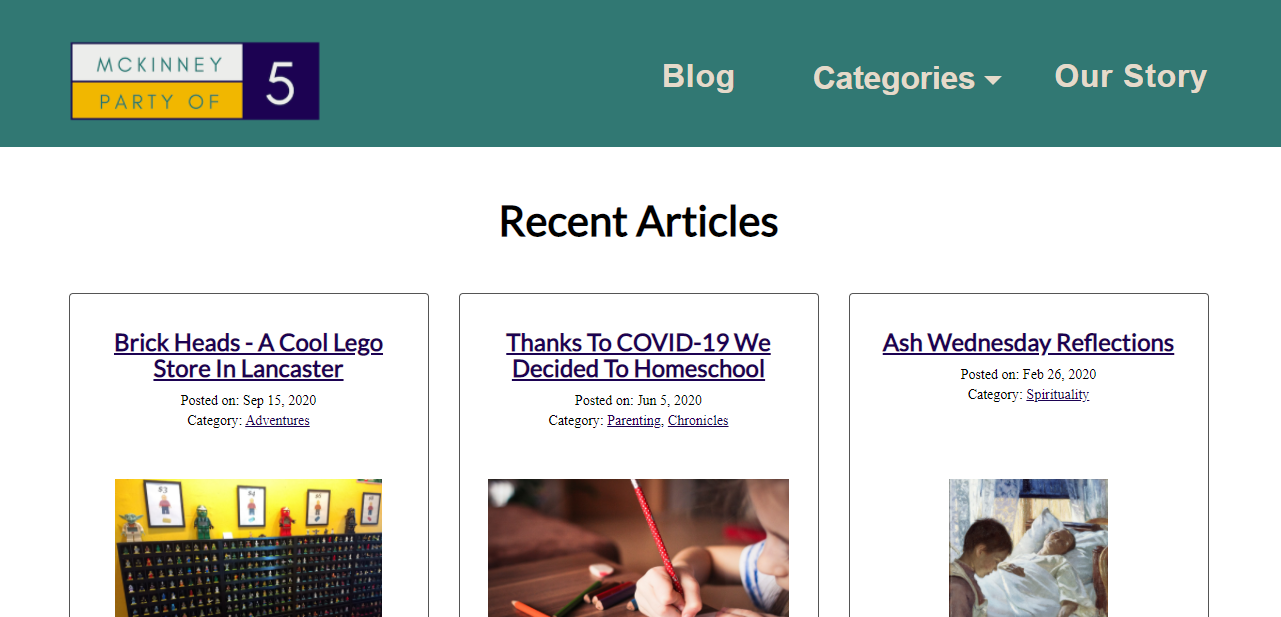 MCKINNEY
PARTY OF
5
Blog
Categories
Our Story
Recent Articles
Brick Heads - A Cool Lego
Store In Lancaster
Posted on: Sep 15, 2020
Category: Adventures
$3
$4
Thanks To COVID-19 We
Decided To Homeschool
Posted on: Jun 5, 2020
Category: Parenting, Chronicles
Ash Wednesday Reflections
Posted on: Feb 26, 2020
Category: Spirituality